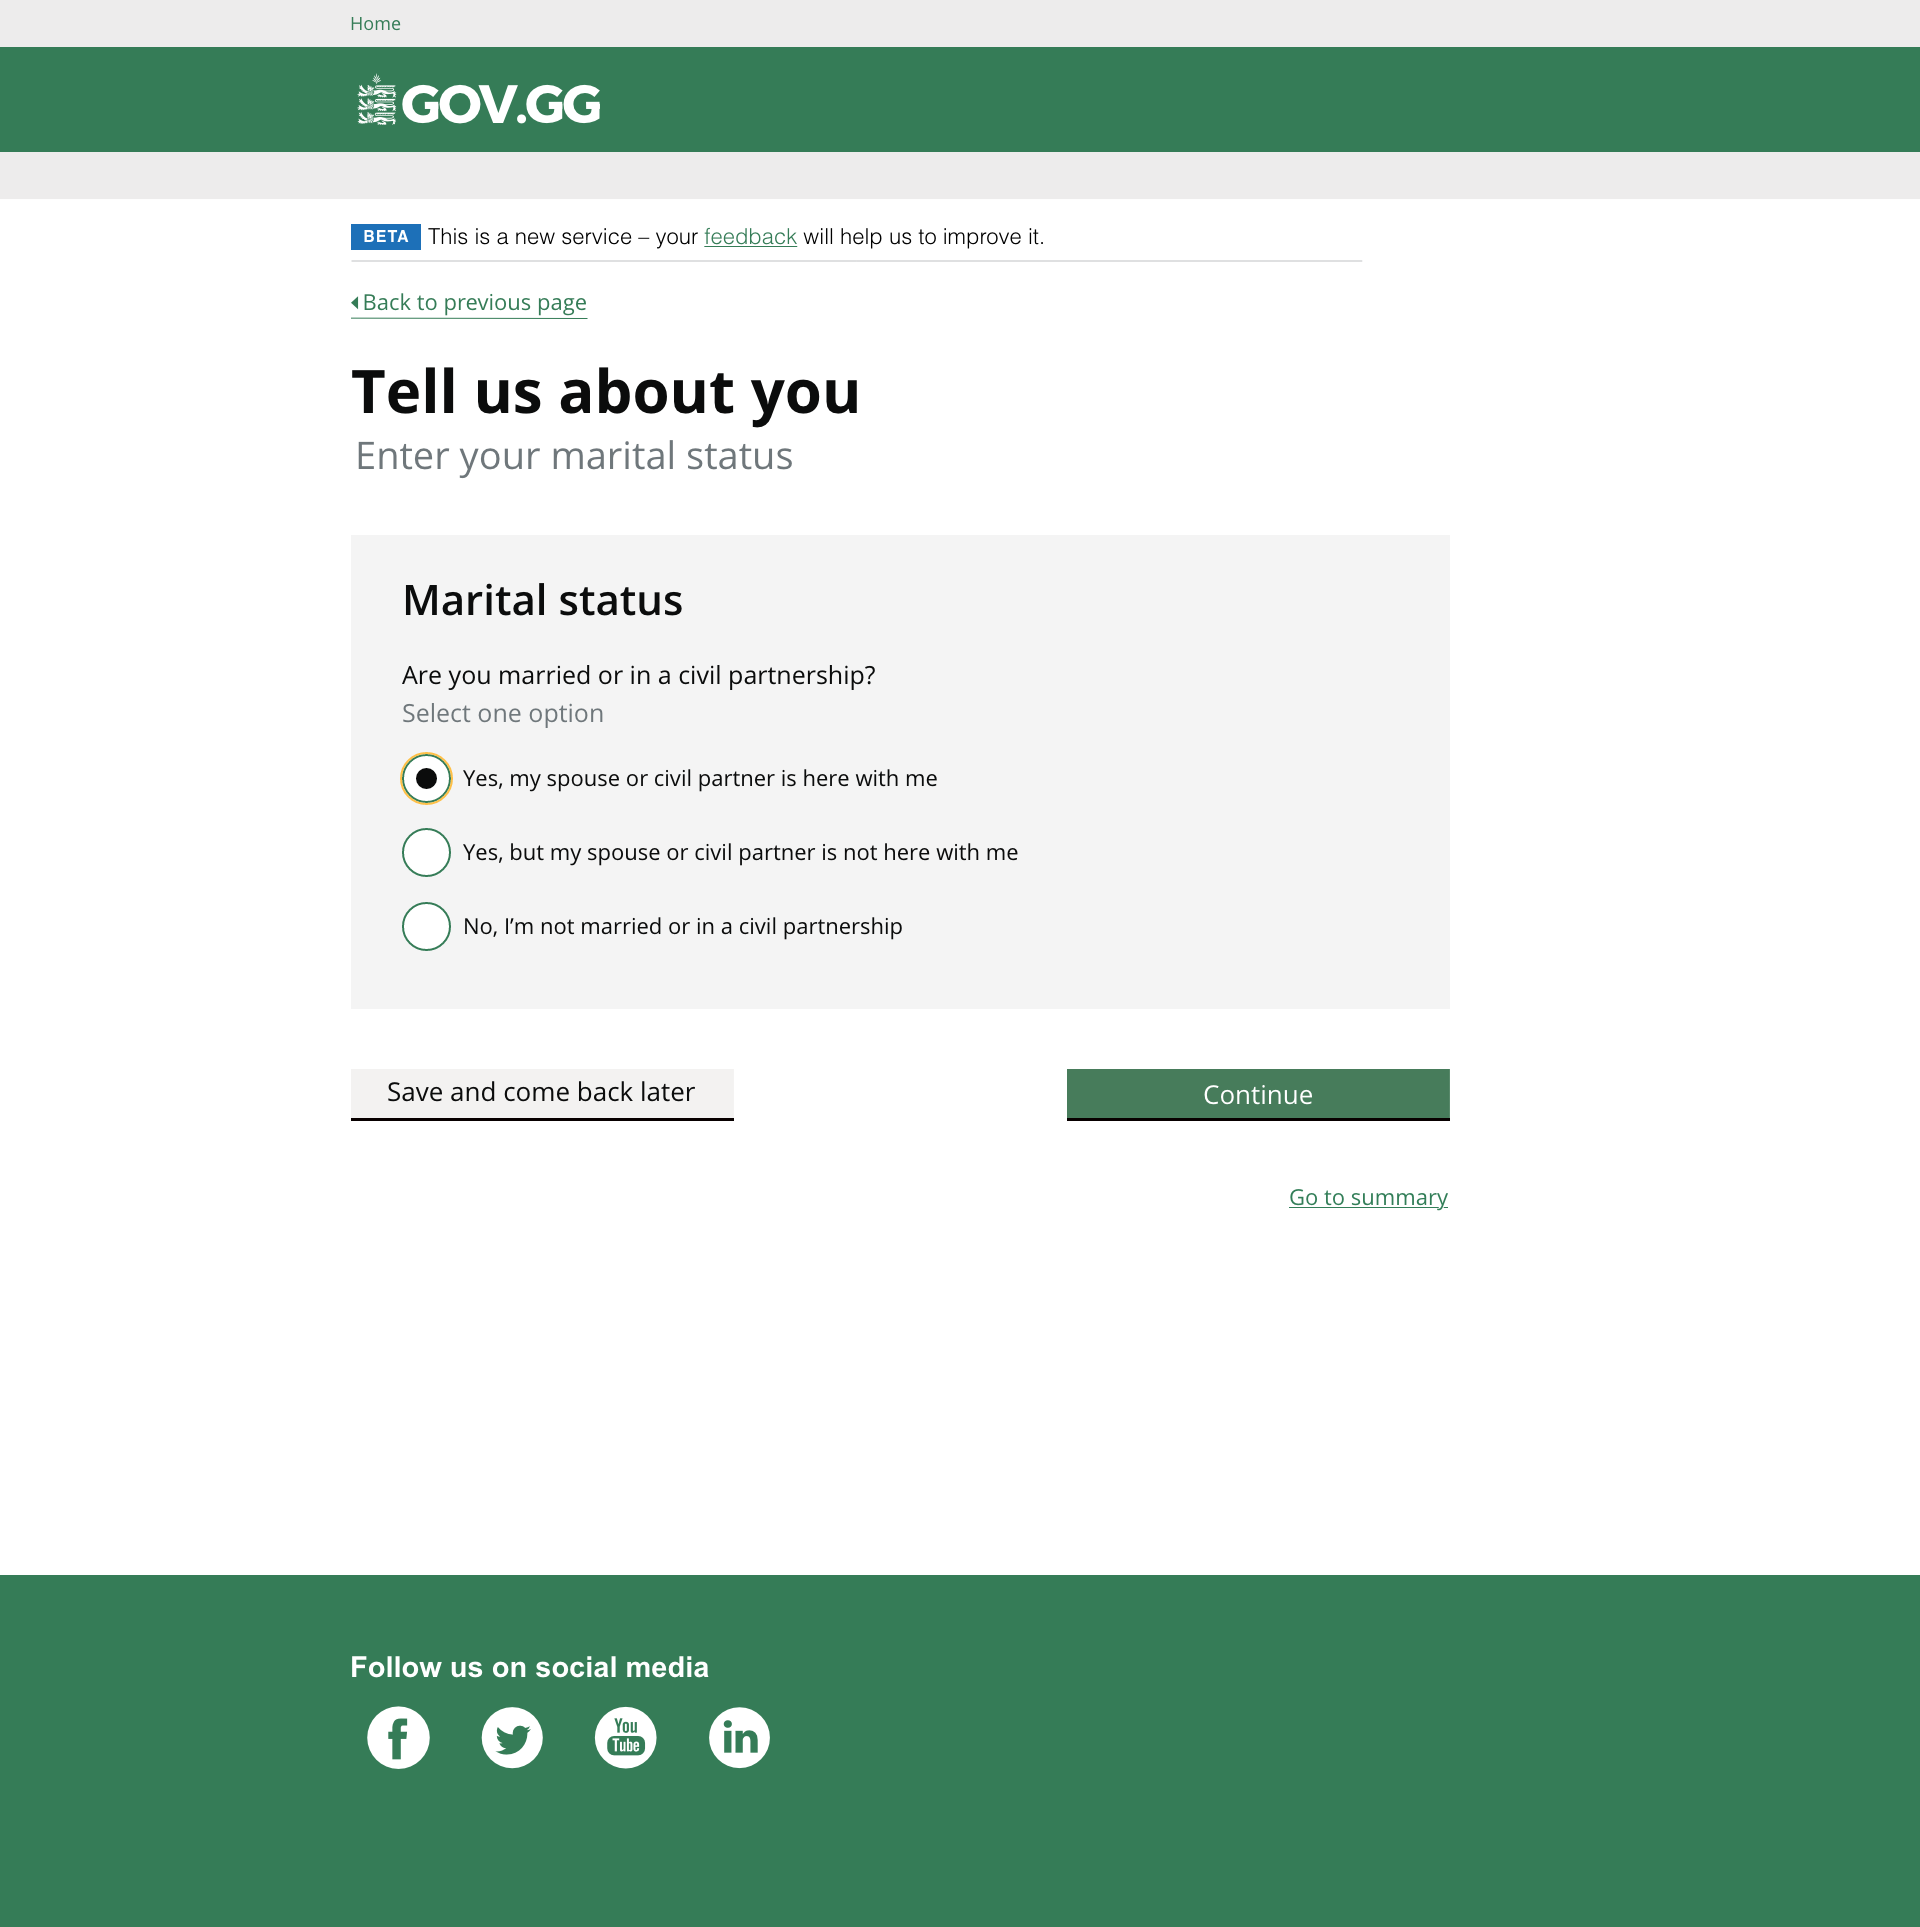 Home
GOV.GG
BETA This is a new service – your feedback will help us to improve it.
Back to previous page
Tell us about you
Enter your marital status
Marital status
Are you married or in a civil partnership?
Select one option
Yes, my spouse or civil partner is here with me
Yes, but my spouse or civil partner is not here with me
No, I’m not married or in a civil partnership
Save and come back later
Continue
Go to summary
Follow us on social media
f
You
Tube
in